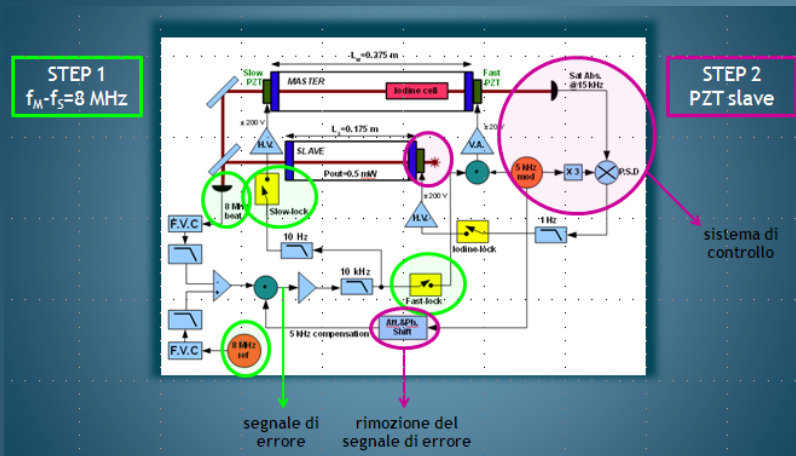 STEP 1
fM-fS=8 MHz
STEP 2
PZT slave
Lm=0.375 m
Slow
PZT
MASTER
Iodine cell
Fast
PZT
Sat Abs.
@15 kHz
±200 V
H.V.
L =0.175 m
SLAVE
Pout=0.5 mW
V.A.
5 kHz
mod
X 3
P.S.D
8 MHz
beat
Slow-lock
±200 V
H.V.
Iodine-lock
1 Hz
F.V.C
10 Hz
10 kHz
Fast-lock
5 kHz compensation
Att.&Ph.
Shift
F.V.C
8 MHz
ref
sistema di
controllo
segnale di
errore
rimozione del
segnale di errore